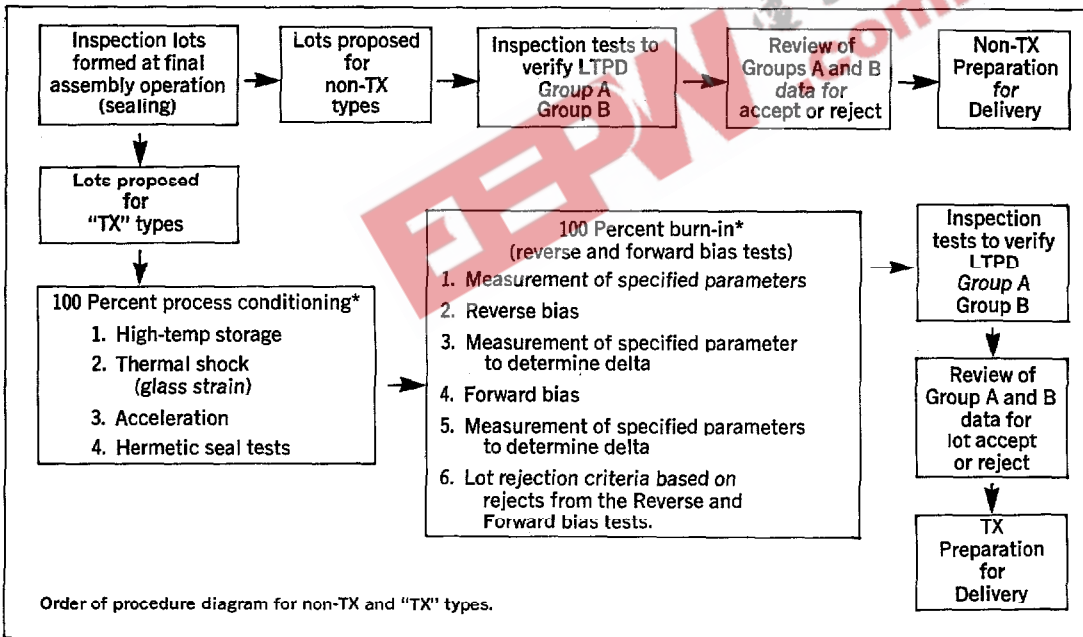 Inspection lots
formed at final
assembly operation
(sealing)
Lots proposed
for
non-TX
types
Inspection tests to
verify LTPD
Group A
Group B
Review of
Groups A and B
data for
accept or reject
Non-TX
Preparation
for
Delivery
Lots proposed
for
"TX" types
100 Percent process conditioning*
1. High-temp storage
2. Thermal shock
(glass strain)
3. Acceleration
4. Hermetic seal tests
100 Percent burn-in*
(reverse and forward bias tests)
1. Measurement of specified parameters
2. Reverse bias
3. Measurement of specified parameter
to determine delta
4. Forward bias
5. Measurement of specified parameters
to determine delta
6. Lot rejection criteria based on
rejects from the Reverse and
Forward bias tests.
Inspection
tests to verify
LTPD
Group A
Group B
Review of
Group A and B
data for
lot accept
or reject
TX
Preparation
for
Delivery
Order of procedure diagram for non-TX and "TX" types.
EEPW
.com